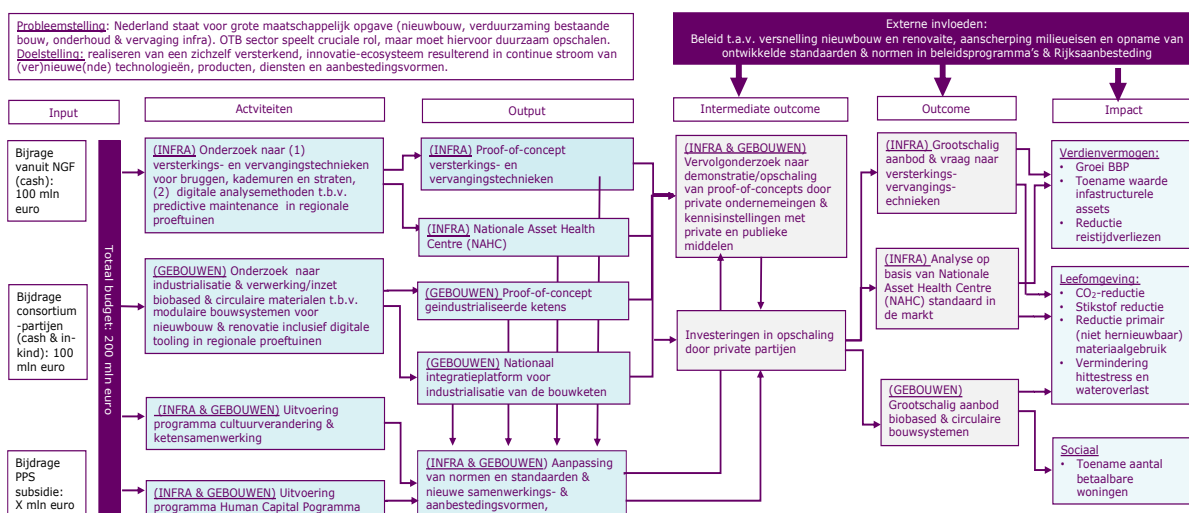 Probleemstelling: Nederland staat voor grote maatschappelijk opgave (nieuwbouw, verduurzaming bestaande
bouw, onderhoud & vervaging infra). OTB sector speelt cruciale rol, maar moet hiervoor duurzaam opschalen.
Doelstelling: realiseren van een zichzelf versterkend, innovatie-ecosysteem resulterend in continue stroom van
(ver)nieuwe(nde) technologieën, producten, diensten en aanbestedingsvormen.
Externe invloeden:
Beleid t.a.v. versnelling nieuwbouw en renovaite, aanscherping milieueisen en opname van
ontwikkelde standaarden & normen in beleidsprogramma's & Rijksaanbesteding
Input
Actviteiten
Output
Intermediate outcome
Outcome
Impact
Bijrage
vanuit NGF
(cash):
100 mln
euro
Bijdrage
consortium
-partijen
(cash & in-
kind): 100
mln euro
Bijdrage
PPS
subsidie:
X mln euro
Totaal budget: 200 mln euro
(INFRA) Onderzoek naar (1)
versterkings- en vervangingstechnieken
voor bruggen, kademuren en straten,
(2)  digitale analysemethoden t.b.v.
predictive maintenance  in regionale
proeftuinen
(GEBOUWEN) Onderzoek  naar
industrialisatie & verwerking/inzet
biobased & circulaire materialen t.b.v.
modulaire bouwsystemen voor
nieuwbouw & renovatie inclusief digitale
tooling in regionale proeftuinen
(INFRA & GEBOUWEN) Uitvoering
programma cultuurverandering &
ketensamenwerking
(INFRA & GEBOUWEN) Uitvoering
programma Human Capital Pogramma
(INFRA) Proof-of-concept
versterkings- en
vervangingstechnieken
(INFRA) Nationale Asset Health
Centre (NAHC)
(GEBOUWEN) Proof-of-concept
geindustrialiseerde ketens
(GEBOUWEN) Nationaal
integratieplatform voor
industrialisatie van de bouwketen
(INFRA & GEBOUWEN) Aanpassing
van normen en standaarden &
nieuwe samenwerkings- &
aanbestedingsvormen,
(INFRA & GEBOUWEN)
Vervolgonderzoek naar
demonstratie/opschaling
van proof-of-concepts door
private ondernemeingen &
kennisinstellingen met
private en publieke
middelen
Investeringen in opschaling
door private partijen
(INFRA) Grootschalig
aanbod & vraag naar
versterkings-
vervangings-
technieken
(INFRA) Analyse op
basis van Nationale
Asset Health Centre
(NAHC) standaard in
de markt
(GEBOUWEN)
Grootschalig aanbod
biobased & circulaire
bouwsystemen
Verdienvermogen:
• Groei BBP
• Toename waarde
infastructurele
assets
• Reductie
reistijdverliezen
Leefomgeving:
• CO₂-reductie
• Stikstof reductie
• Reductie primair
(niet hernieuwbaar)
materiaalgebruik
• Vermindering
hittestress en
wateroverlast
Sociaal
• Toename aantal
betaalbare
woningen